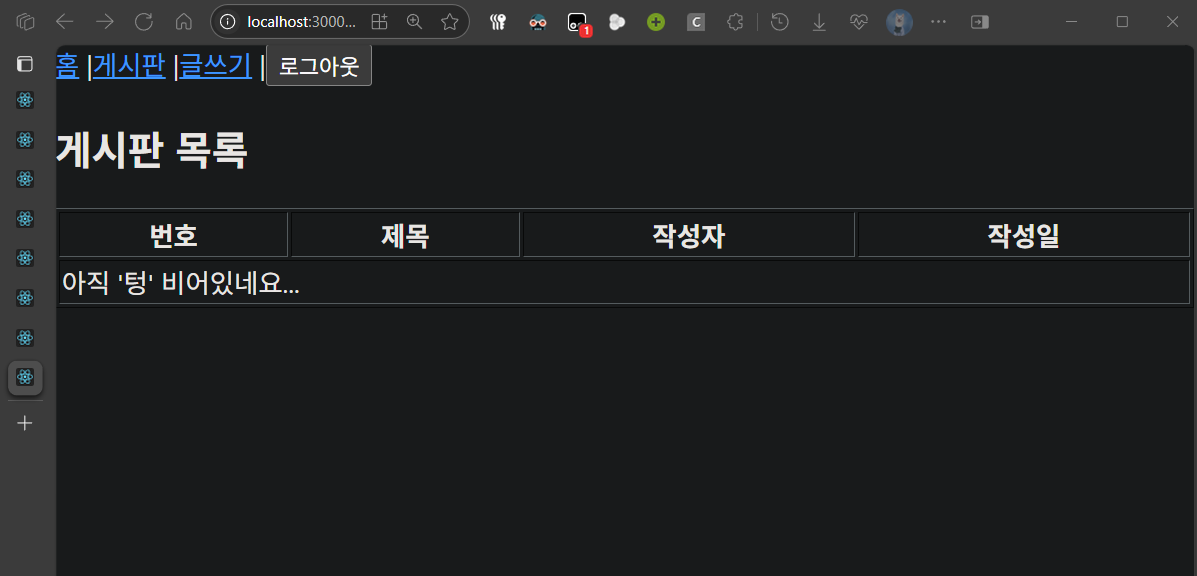 localhost:3000...
1
C
홈 |게시판 |글쓰기 |로그아웃
게시판 목록
번호 제목 작성자 작성일
아직 '텅' 비어있네요...